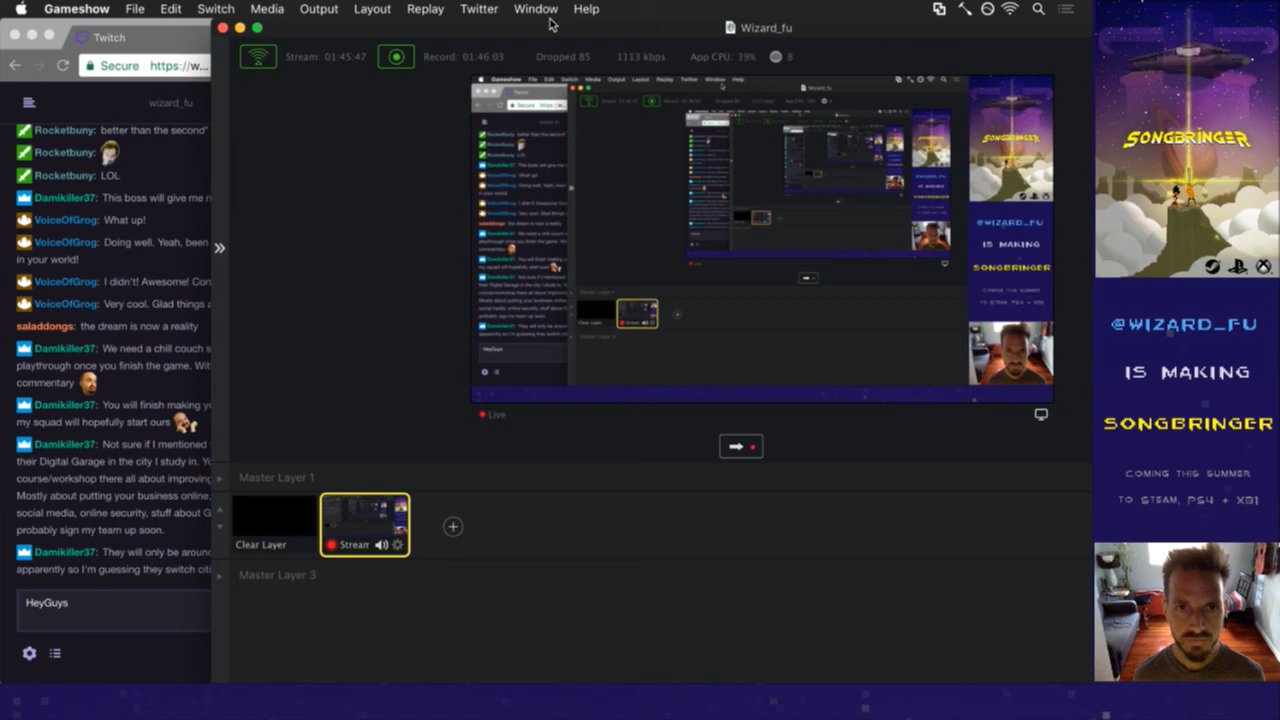 Gameshow File Edit Switch Media Output Layout Replay Twitter Window Help
Twitch
Secure https://w...
wizard_fu
Rocketbuny: better than the second"
Rocketbuny:
Rocketbuny: LOL
Damikiller37: This boss will give me n
VoiceOfGrog: What up!
VoiceOfGrog: Doing well. Yeah, been
in your world!
VoiceOfGrog: I didn't! Awesome! Con
VoiceOfGrog: Very cool. Glad things a
saladdongs: the dream is now a reality
Damikiller37: We need a chill couch s
playthrough once you finish the game. Wit
commentary
Damikiller37: You will finish making yo
my squad will hopefully start ours
Damikiller37: Not sure if I mentioned
their Digital Garage in the city I study in. Yo
course/workshop there all about improving
Mostly about putting your business online,
social media, online security, stuff about G
probably sign my team up soon.
Damikiller37: They will only be around
apparently so I'm guessing they switch citi
HeyGuys
Wizard_fu
Stream: 01:45:47
Record: 01:46:03
Dropped 85
1113 kbps
App CPU: 39%
8
Live
Master Layer 1
Clear Layer
Stream
Master Layer 3
SONGBRINGER
@WIZARD_FU
IS MAKING
SONGBRINGER
COMING THIS SUMMER
TO STEAM, PS4 + XB1